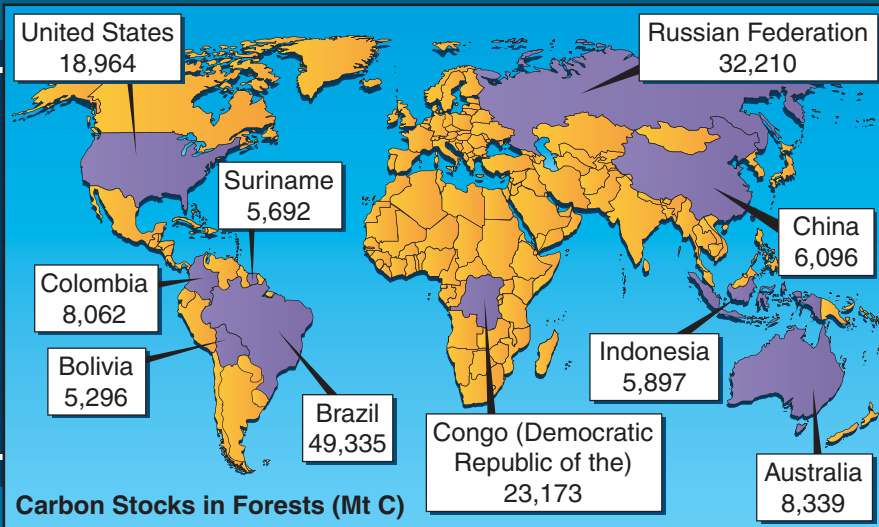 United States
18,964
Russian Federation
32,210
Suriname
5,692
China
6,096
Colombia
8,062
Bolivia
5,296
Indonesia
5,897
Brazil
49,335
Congo (Democratic
Republic of the)
23,173
Australia
8,339
Carbon Stocks in Forests (Mt C)